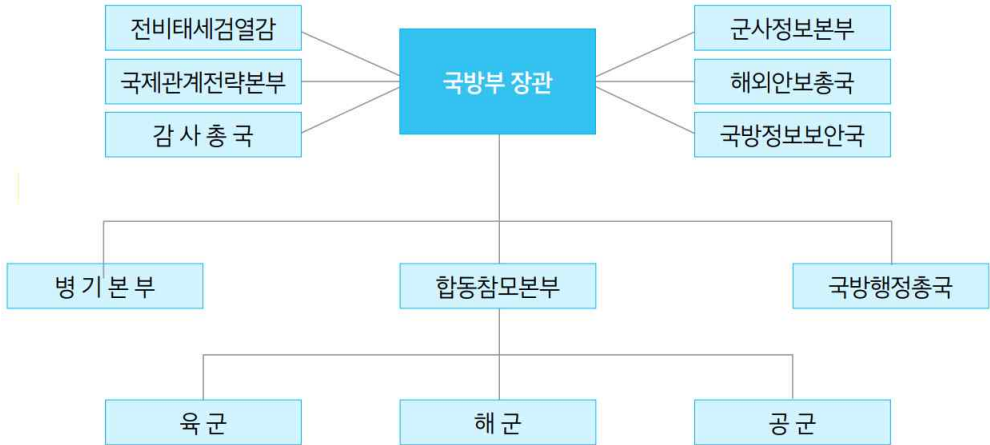 전비태세검열감
국제관계전략본부
감 사 총 국
국방부 장관
군사정보본부
해외안보총국
국방정보보안국
병 기 본 부
합동참모본부
국방행정총국
육 군
해 군
공 군